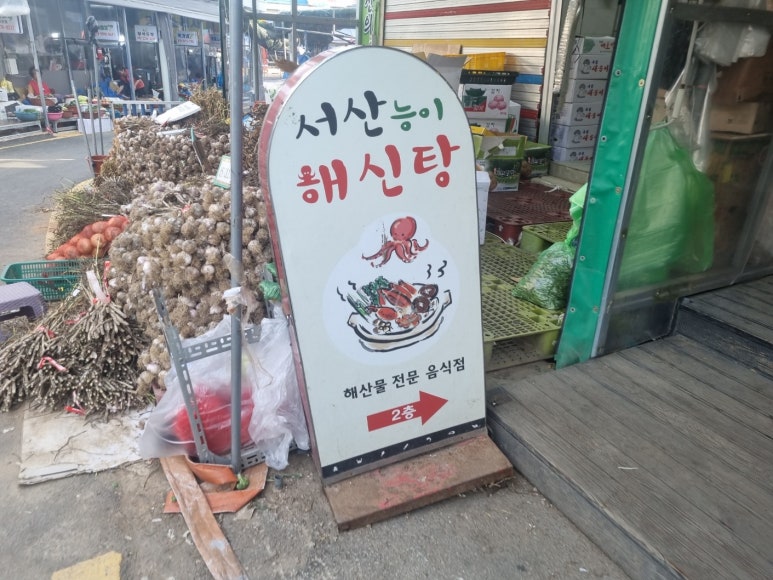 서산능이
해신탕
해산물 전문 음식점
2층